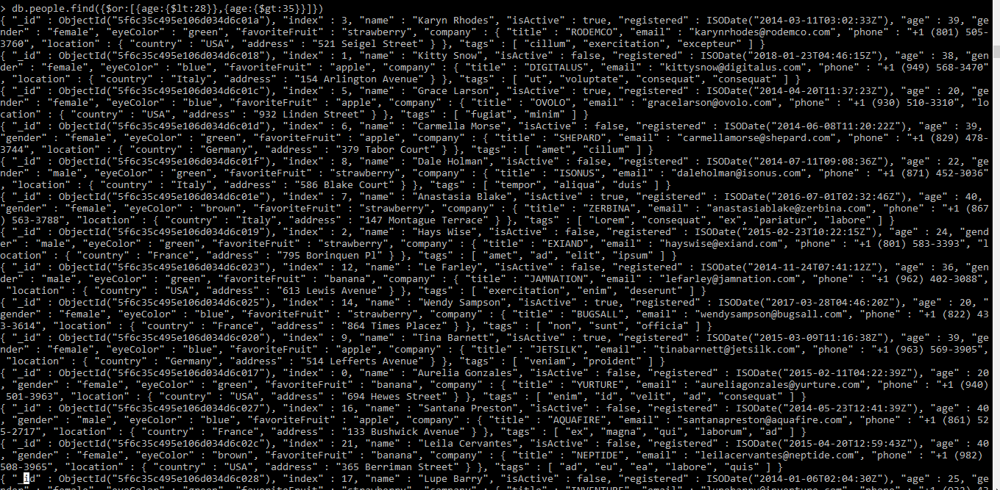 > db.people.find({$or:[{age:{$lt:28}},{age:{$gt:35}}]})
{ "_id" : ObjectId("5f6c35c495e106d034d6c01a"), "index" : 3, "name" : "Karyn Rhodes", "isActive" : true, "registered" : ISODate("2014-03-11T03:02:33Z"), "age" : 39, "ge
nder" : "female", "eyeColor" : "green", "favoriteFruit" : "strawberry", "company" : { "title" : "RODEMCO", "email" : "karynrhodes@rodemco.com", "phone" : "+1 (801) 505-
3760", "location" : { "country" : "USA", "address" : "521 Seigel Street" } }, "tags" : [ "cillum", "exercitation", "excepteur" ] }
{ "_id" : ObjectId("5f6c35c495e106d034d6c018"), "index" : 1, "name" : "Kitty Snow", "isActive" : false, "registered" : ISODate("2018-01-23T04:46:15Z"), "age" : 38, "gen
der" : "female", "eyeColor" : "blue", "favoriteFruit" : "apple", "company" : { "title" : "DIGITALUS", "email" : "kittysnow@digitalus.com", "phone" : "+1 (949) 568-3470"
, "location" : { "country" : "Italy", "address" : "154 Arlington Avenue" } }, "tags" : [ "ut", "voluptate", "consequat", "consequat" ] }
{ "_id" : ObjectId("5f6c35c495e106d034d6c01c"), "index" : 5, "name" : "Grace Larson", "isActive" : true, "registered" : ISODate("2014-04-20T11:37:23Z"), "age" : 20, "ge
nder" : "female", "eyeColor" : "blue", "favoriteFruit" : "apple", "company" : { "title" : "OVOLO", "email" : "gracelarson@ovolo.com", "phone" : "+1 (930) 510-3310", "lo
cation" : { "country" : "USA", "address" : "932 Linden Street" } }, "tags" : [ "fugiat", "minim" ] }
{ "_id" : ObjectId("5f6c35c495e106d034d6c01d"), "index" : 6, "name" : "Carmella Morse", "isActive" : false, "registered" : ISODate("2014-06-08T11:20:22Z"), "age" : 39,
"gender" : "female", "eyeColor" : "green", "favoriteFruit" : "apple", "company" : { "title" : "SHEPARD", "email" : "carmellamorse@shepard.com", "phone" : "+1 (829) 478-
3744", "location" : { "country" : "Germany", "address" : "379 Tabor Court" } }, "tags" : [ "amet", "cillum" ] }
{ "_id" : ObjectId("5f6c35c495e106d034d6c01f"), "index" : 8, "name" : "Dale Holman", "isActive" : false, "registered" : ISODate("2014-07-11T09:08:36Z"), "age" : 22, "ge
nder" : "male", "eyeColor" : "green", "favoriteFruit" : "strawberry", "company" : { "title" : "ISONUS", "email" : "daleholman@isonus.com", "phone" : "+1 (871) 452-3036"
, "location" : { "country" : "Italy", "address" : "586 Blake Court" } }, "tags" : [ "tempor", "aliqua", "duis" ] }
{ "_id" : ObjectId("5f6c35c495e106d034d6c01e"), "index" : 7, "name" : "Anastasia Blake", "isActive" : true, "registered" : ISODate("2016-07-01T02:32:46Z"), "age" : 40,
"gender" : "female", "eyeColor" : "brown", "favoriteFruit" : "strawberry", "company" : { "title" : "ZERBINA", "email" : "anastasiablake@zerbina.com", "phone" : "+1 (867
) 563-3788", "location" : { "country" : "Italy", "address" : "147 Montague Terrace" } }, "tags" : [ "Lorem", "consequat", "ex", "pariatur", "labore" ] }
{ "_id" : ObjectId("5f6c35c495e106d034d6c019"), "index" : 2, "name" : "Hays Wise", "isActive" : false, "registered" : ISODate("2015-02-23T10:22:15Z"), "age" : 24, "gend
er" : "male", "eyeColor" : "green", "favoriteFruit" : "strawberry", "company" : { "title" : "EXIAND", "email" : "hayswise@exiand.com", "phone" : "+1 (801) 583-3393", "l
ocation" : { "country" : "France", "address" : "795 Borinquen Pl" } }, "tags" : [ "amet", "ad", "elit", "ipsum" ] }
{ "_id" : ObjectId("5f6c35c495e106d034d6c023"), "index" : 12, "name" : "Le Farley", "isActive" : false, "registered" : ISODate("2014-11-24T07:41:12Z"), "age" : 36, "gen
der" : "male", "eyeColor" : "green", "favoriteFruit" : "banana", "company" : { "title" : "JAMNATION", "email" : "lefarley@jamnation.com", "phone" : "+1 (962) 402-3088",
 "location" : { "country" : "USA", "address" : "613 Lewis Avenue" } }, "tags" : [ "exercitation", "enim", "deserunt" ] }
{ "_id" : ObjectId("5f6c35c495e106d034d6c025"), "index" : 14, "name" : "Wendy Sampson", "isActive" : true, "registered" : ISODate("2017-03-28T04:46:20Z"), "age" : 20, "
gender" : "female", "eyeColor" : "blue", "favoriteFruit" : "strawberry", "company" : { "title" : "BUGSALL", "email" : "wendysampson@bugsall.com", "phone" : "+1 (822) 43
3-3614", "location" : { "country" : "France", "address" : "864 Times Placez" } }, "tags" : [ "non", "sunt", "officia" ] }
{ "_id" : ObjectId("5f6c35c495e106d034d6c020"), "index" : 9, "name" : "Tina Barnett", "isActive" : true, "registered" : ISODate("2015-03-09T11:16:38Z"), "age" : 39, "ge
nder" : "female", "eyeColor" : "blue", "favoriteFruit" : "apple", "company" : { "title" : "JETSILK", "email" : "tinabarnett@jetsilk.com", "phone" : "+1 (963) 569-3905",
 "location" : { "country" : "Germany", "address" : "514 Lefferts Avenue" } }, "tags" : [ "veniam", "proident" ] }
{ "_id" : ObjectId("5f6c35c495e106d034d6c017"), "index" : 0, "name" : "Aurelia Gonzales", "isActive" : false, "registered" : ISODate("2015-02-11T04:22:39Z"), "age" : 20
, "gender" : "female", "eyeColor" : "green", "favoriteFruit" : "banana", "company" : { "title" : "YURTURE", "email" : "aureliagonzales@yurture.com", "phone" : "+1 (940)
 501-3963", "location" : { "country" : "USA", "address" : "694 Hewes Street" } }, "tags" : [ "enim", "id", "velit", "ad", "consequat" ] }
{ "_id" : ObjectId("5f6c35c495e106d034d6c027"), "index" : 16, "name" : "Santana Preston", "isActive" : false, "registered" : ISODate("2014-05-23T12:41:39Z"), "age" : 40
, "gender" : "male", "eyeColor" : "blue", "favoriteFruit" : "apple", "company" : { "title" : "AQUAFIRE", "email" : "santanapreston@aquafire.com", "phone" : "+1 (861) 52
5-2717", "location" : { "country" : "France", "address" : "133 Bushwick Avenue" } }, "tags" : [ "ex", "magna", "qui", "laborum", "ad" ] }
{ "_id" : ObjectId("5f6c35c495e106d034d6c02c"), "index" : 21, "name" : "Leila Cervantes", "isActive" : false, "registered" : ISODate("2015-04-20T12:59:43Z"), "age" : 40
, "gender" : "female", "eyeColor" : "brown", "favoriteFruit" : "banana", "company" : { "title" : "NEPTIDE", "email" : "leilacervantes@neptide.com", "phone" : "+1 (982)
508-3965", "location" : { "country" : "USA", "address" : "365 Berriman Street" } }, "tags" : [ "ad", "eu", "ea", "labore", "quis" ] }
{ "_id" : ObjectId("5f6c35c495e106d034d6c028"), "index" : 17, "name" : "Lupe Barry", "isActive" : false, "registered" : ISODate("2014-01-06T02:04:30Z"), "age" : 25, "ge